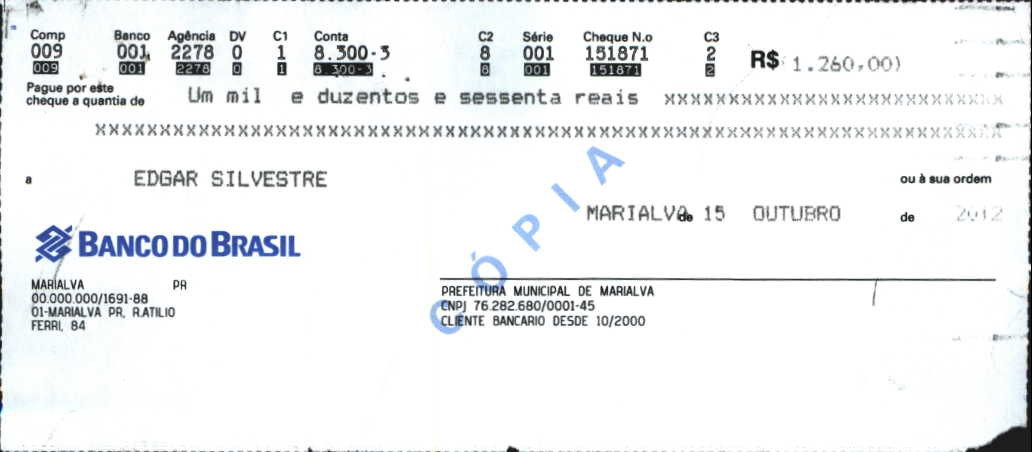 Comp Banco Agência DV C1 Conta C2 Série Cheque N.o C3
009 001 2278 0 1 8.300-3 8 001 151871 2 R$ 1.260,00)
009 001 2278 0 1 8.300-3 8 001 151871 2
Pague por este
cheque a quantia de Um mil e duzentos e sessenta reais XXXXXXXXXXXXXXXXXXXXXXXXXX
XXXXXXXXXXXXXXXXXXXXXXXXXXXXXXXXXXXXXXXXXXXXXXXXXXXXXXXXXXXXXXXXXXXXXX
a EDGAR SILVESTRE ou à sua ordem
MARIALVA de 15 OUTUBRO de 2012
CÓPIA
BANCO DO BRASIL
MARIALVA PR
00.000.000/1691-88
01-MARIALVA PR, R.ATILIO
FERRI, 84
PREFEITURA MUNICIPAL DE MARIALVA
CNPJ 76.282.680/0001-45
CLIENTE BANCARIO DESDE 10/2000